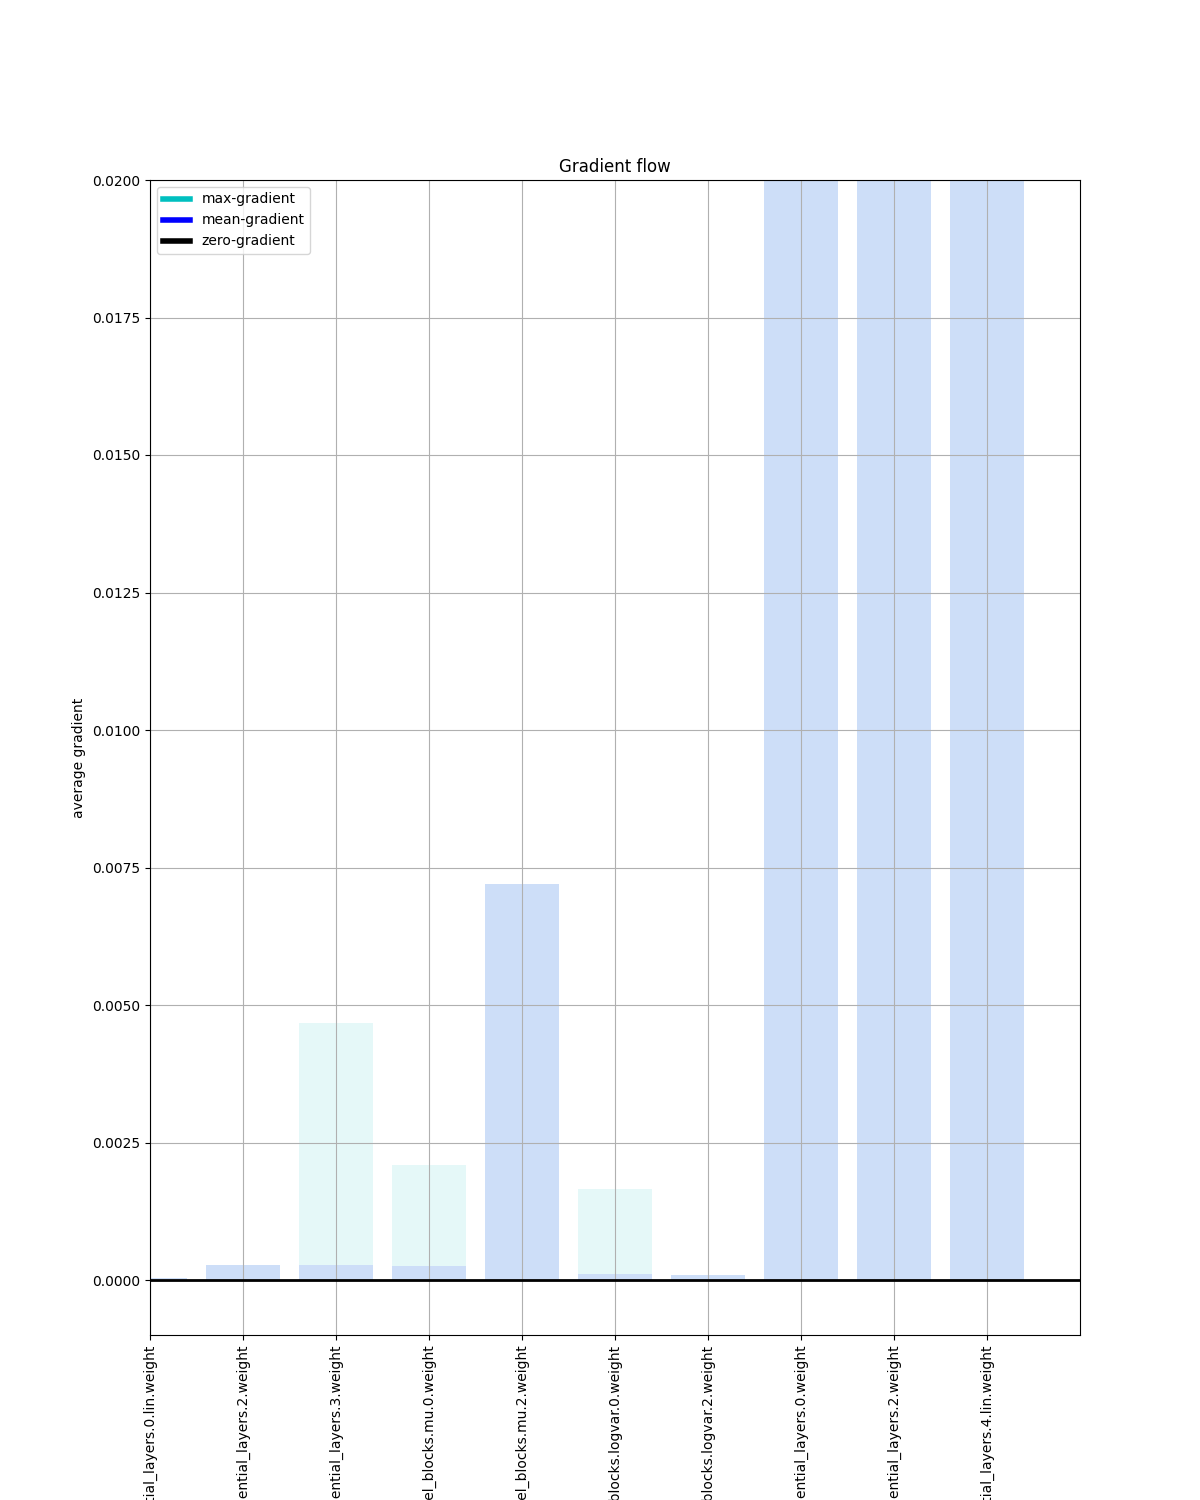 Gradient flow
max-gradient
mean-gradient
zero-gradient
0.0200
0.0175
0.0150
0.0125
0.0100
0.0075
0.0050
0.0025
0.0000
average gradient
tial_layers.0.lin.weight
ential_layers.2.weight
ential_layers.3.weight
el_blocks.mu.0.weight
el_blocks.mu.2.weight
blocks.logvar.0.weight
blocks.logvar.2.weight
ential_layers.0.weight
ential_layers.2.weight
tial_layers.4.lin.weight